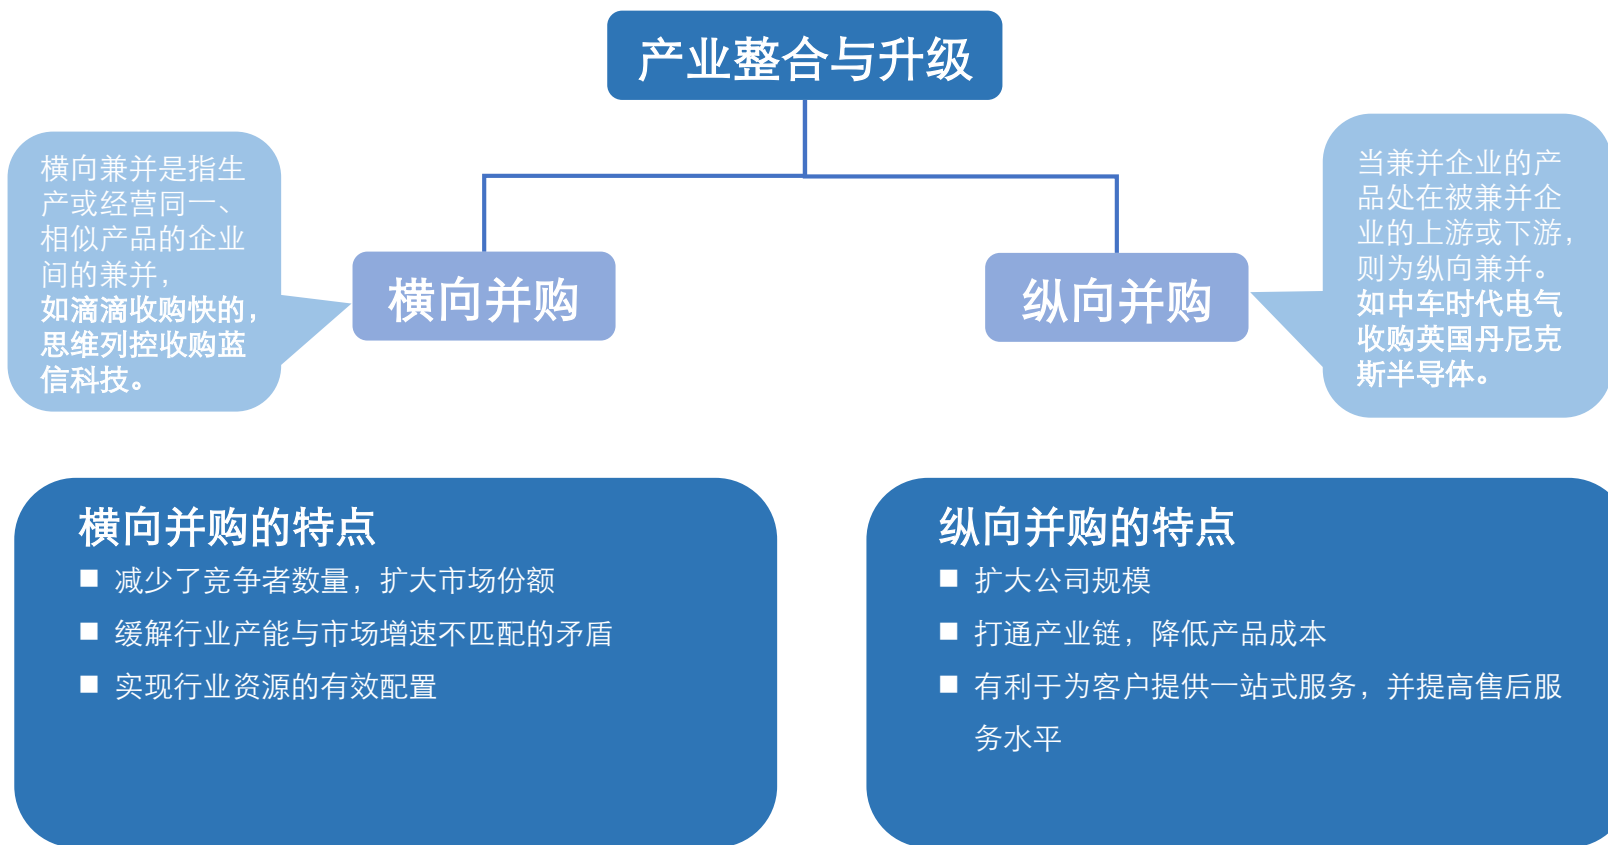 产业整合与升级
横向兼并是指生
产或经营同一、
相似产品的企业
间的兼并，
如滴滴收购快的，
思维列控收购蓝
信科技。
当兼并企业的产
品处在被兼并企
业的上游或下游，
则为纵向兼并。
如中车时代电气
收购英国丹尼克
斯半导体。
横向并购
纵向并购
横向并购的特点
■ 减少了竞争者数量，扩大市场份额
■ 缓解行业产能与市场增速不匹配的矛盾
■ 实现行业资源的有效配置
纵向并购的特点
■ 扩大公司规模
■ 打通产业链，降低产品成本
■ 有利于为客户提供一站式服务，并提高售后服
务水平